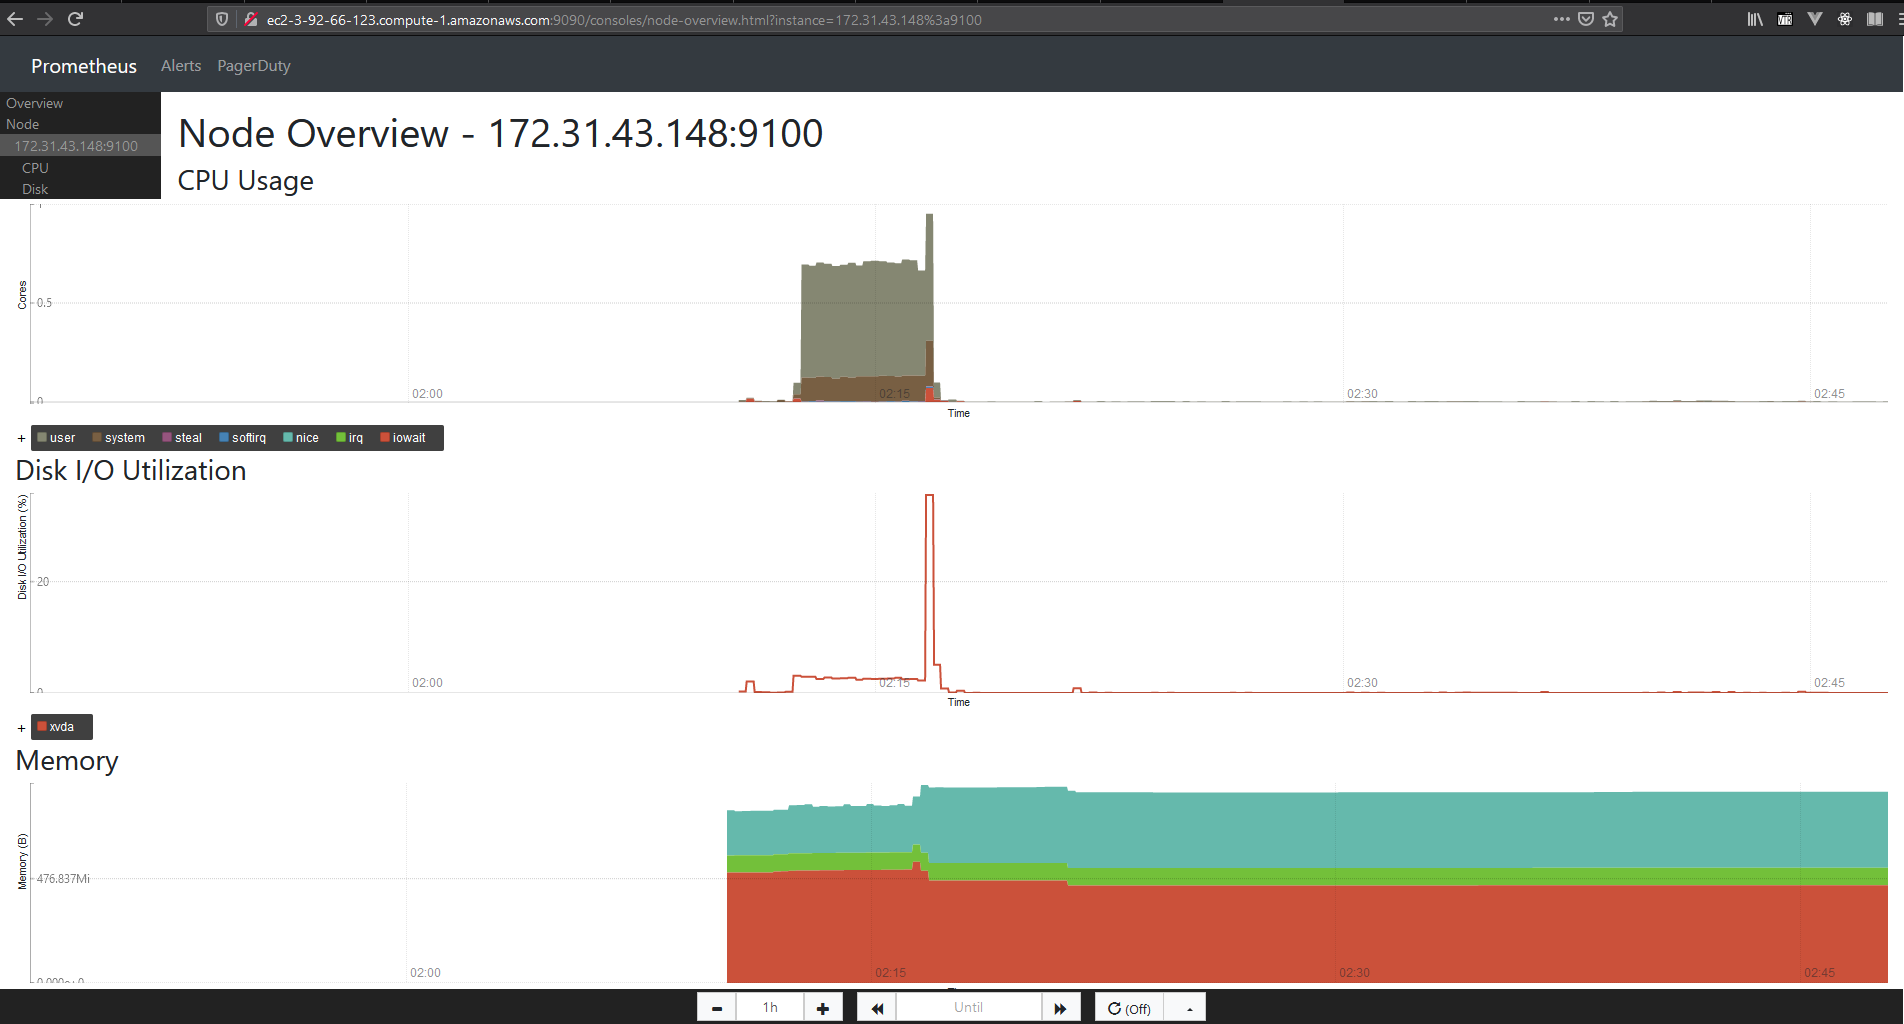 ec2-3-92-66-123.compute-1.amazonaws.com:9090/consoles/node-overview.html?instance=172.31.43.148%3a9100
Prometheus Alerts PagerDuty
Overview
Node
172.31.43.148:9100
CPU
Disk
Node Overview - 172.31.43.148:9100
CPU Usage
Cores
0.5
0
02:00 02:15 02:30 02:45
Time
+ user system steal softirq nice irq iowait
Disk I/O Utilization
Disk I/O Utilization (%)
20
0
02:00 02:15 02:30 02:45
Time
+ xvda
Memory
Memory (B)
476.837Mi
02:00 02:15 02:30 02:45
1h Until (Off)